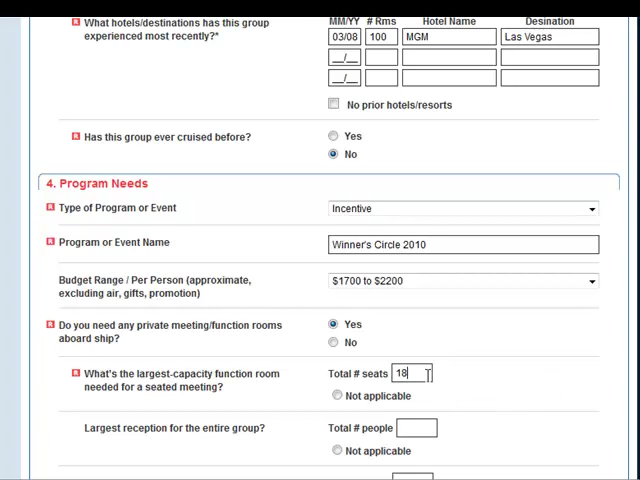 MM/YY # Rms Hotel Name Desination
R What hotels/destinations has this group
experienced most recently?*
03/08 100 MGM Las Vegas
__/__
__/__
No prior hotels/resorts
R Has this group ever cruised before?
Yes
No
4. Program Needs
R Type of Program or Event Incentive
R Program or Event Name Winner's Circle 2010
Budget Range / Per Person (approximate,
excluding air, gifts, promotion)
$1700 to $2200
R Do you need any private meeting/function rooms
aboard ship?
Yes
No
R What's the largest-capacity function room
needed for a seated meeting?
Total # seats 18
Not applicable
Largest reception for the entire group? Total # people
Not applicable